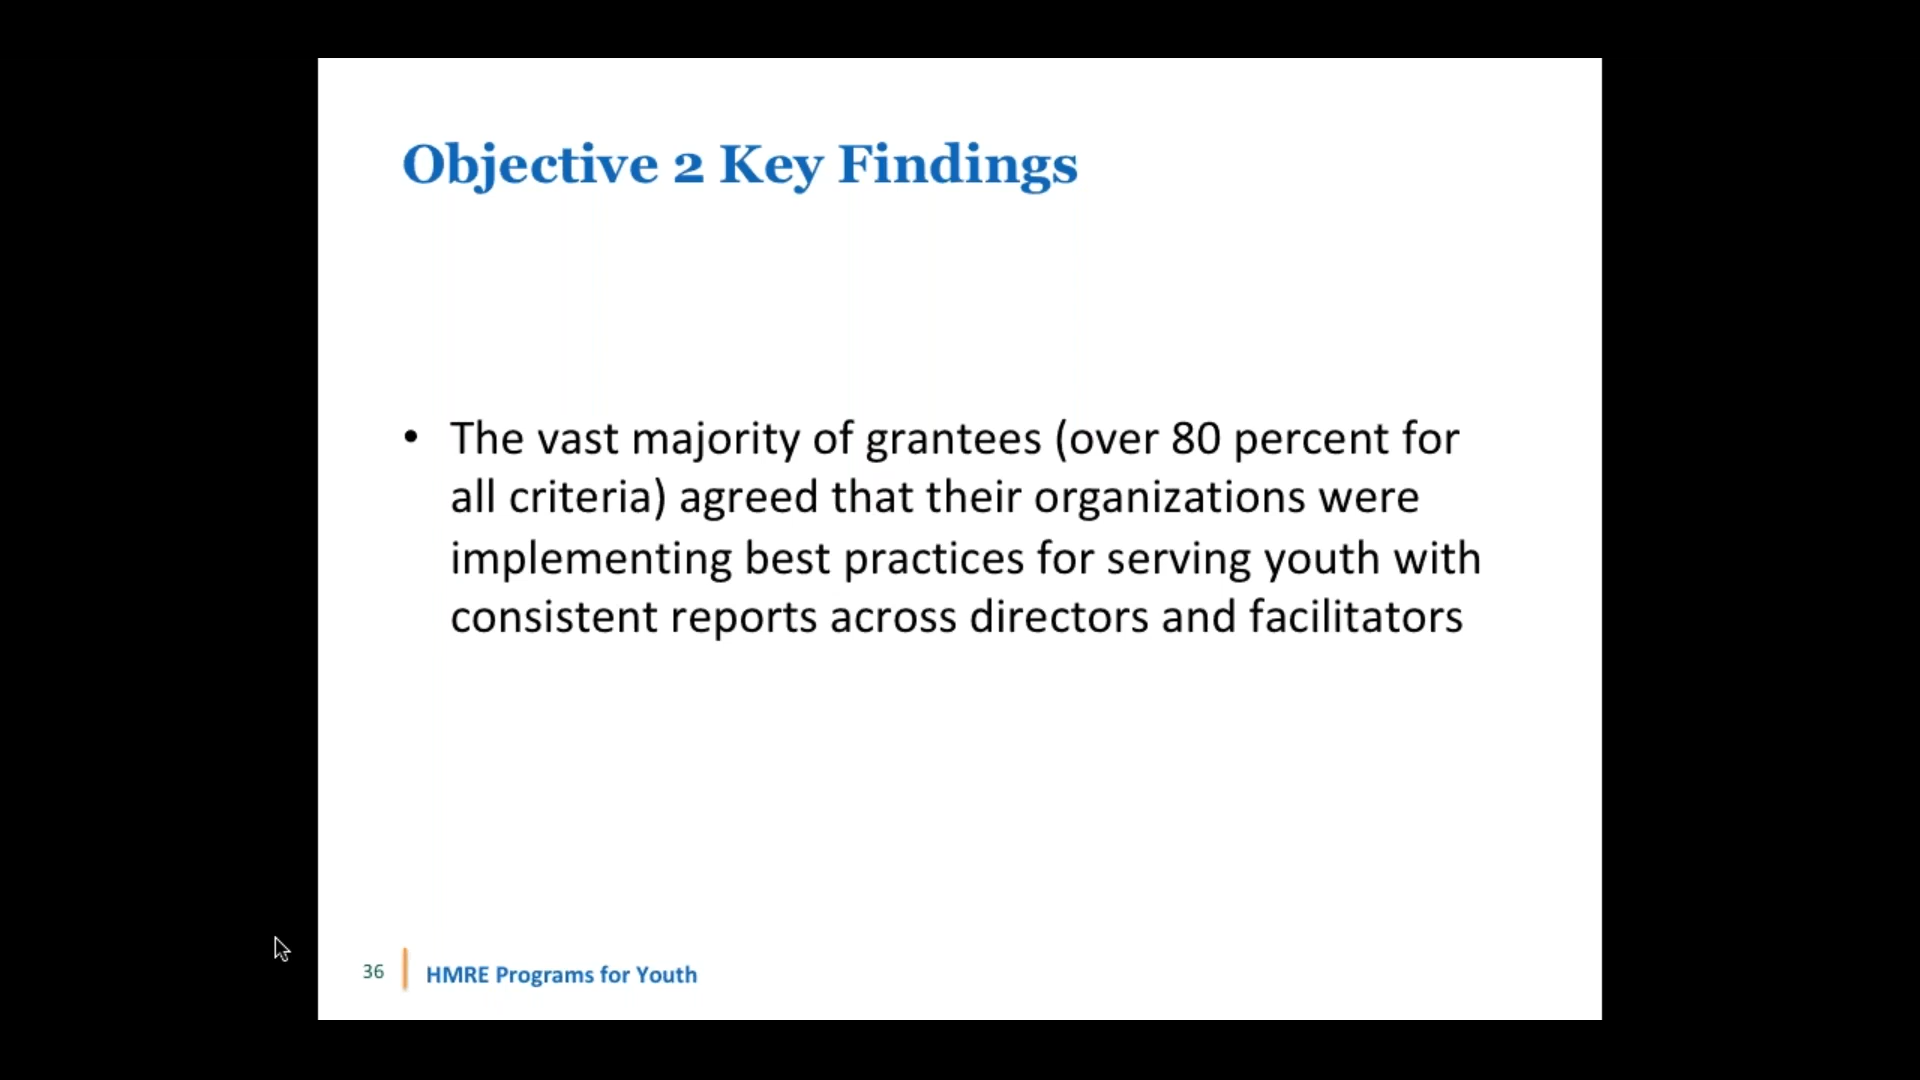 Objective 2 Key Findings
• The vast majority of grantees (over 80 percent for
all criteria) agreed that their organizations were
implementing best practices for serving youth with
consistent reports across directors and facilitators
36
HMRE Programs for Youth